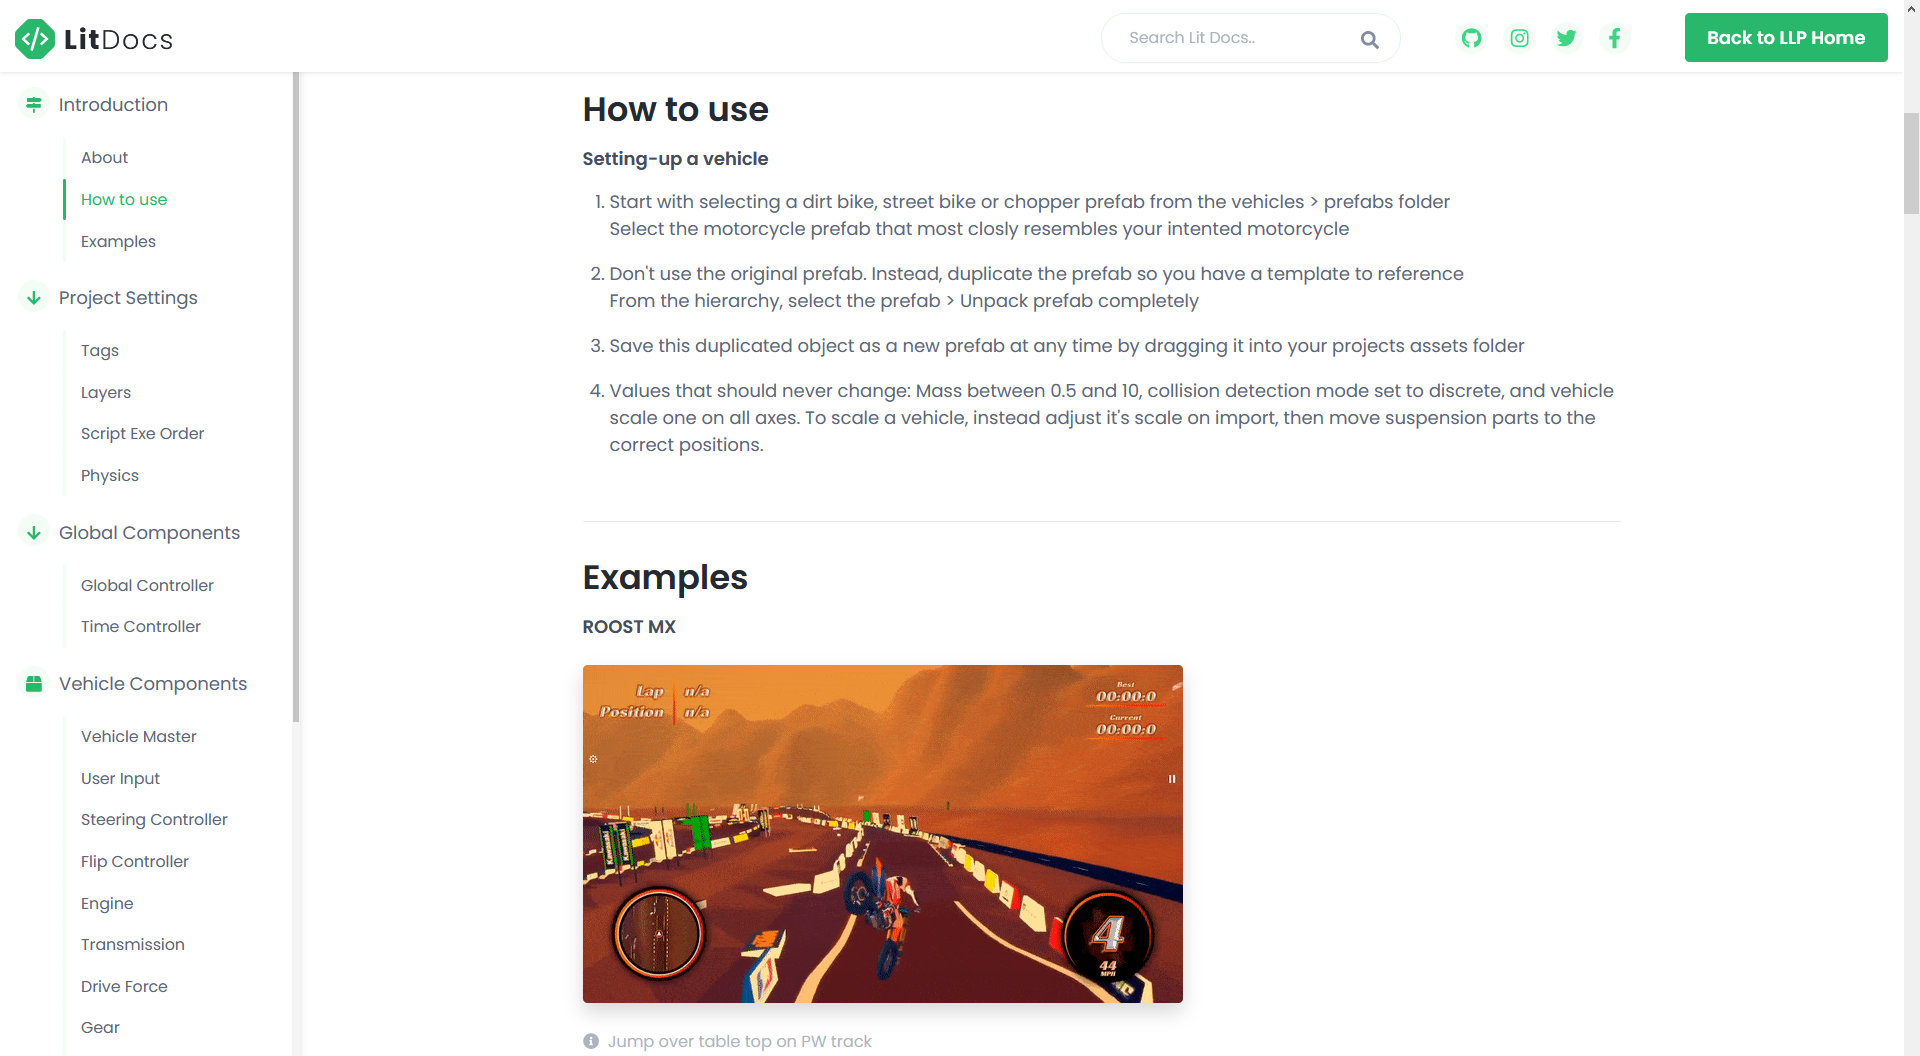 LitDocs
Search Lit Docs..
Back to LLP Home
Introduction
About
How to use
Examples
Project Settings
Tags
Layers
Script Exe Order
Physics
Global Components
Global Controller
Time Controller
Vehicle Components
Vehicle Master
User Input
Steering Controller
Flip Controller
Engine
Transmission
Drive Force
Gear
How to use
Setting-up a vehicle
1. Start with selecting a dirt bike, street bike or chopper prefab from the vehicles > prefabs folder
Select the motorcycle prefab that most closly resembles your intented motorcycle
2. Don't use the original prefab. Instead, duplicate the prefab so you have a template to reference
From the hierarchy, select the prefab > Unpack prefab completely
3. Save this duplicated object as a new prefab at any time by dragging it into your projects assets folder
4. Values that should never change: Mass between 0.5 and 10, collision detection mode set to discrete, and vehicle
scale one on all axes. To scale a vehicle, instead adjust it's scale on import, then move suspension parts to the
correct positions.
Examples
ROOST MX
Lap n/a
Position n/a
Best
00:00:0
Current
00:00:0
4
44
MPH
Jump over table top on PW track